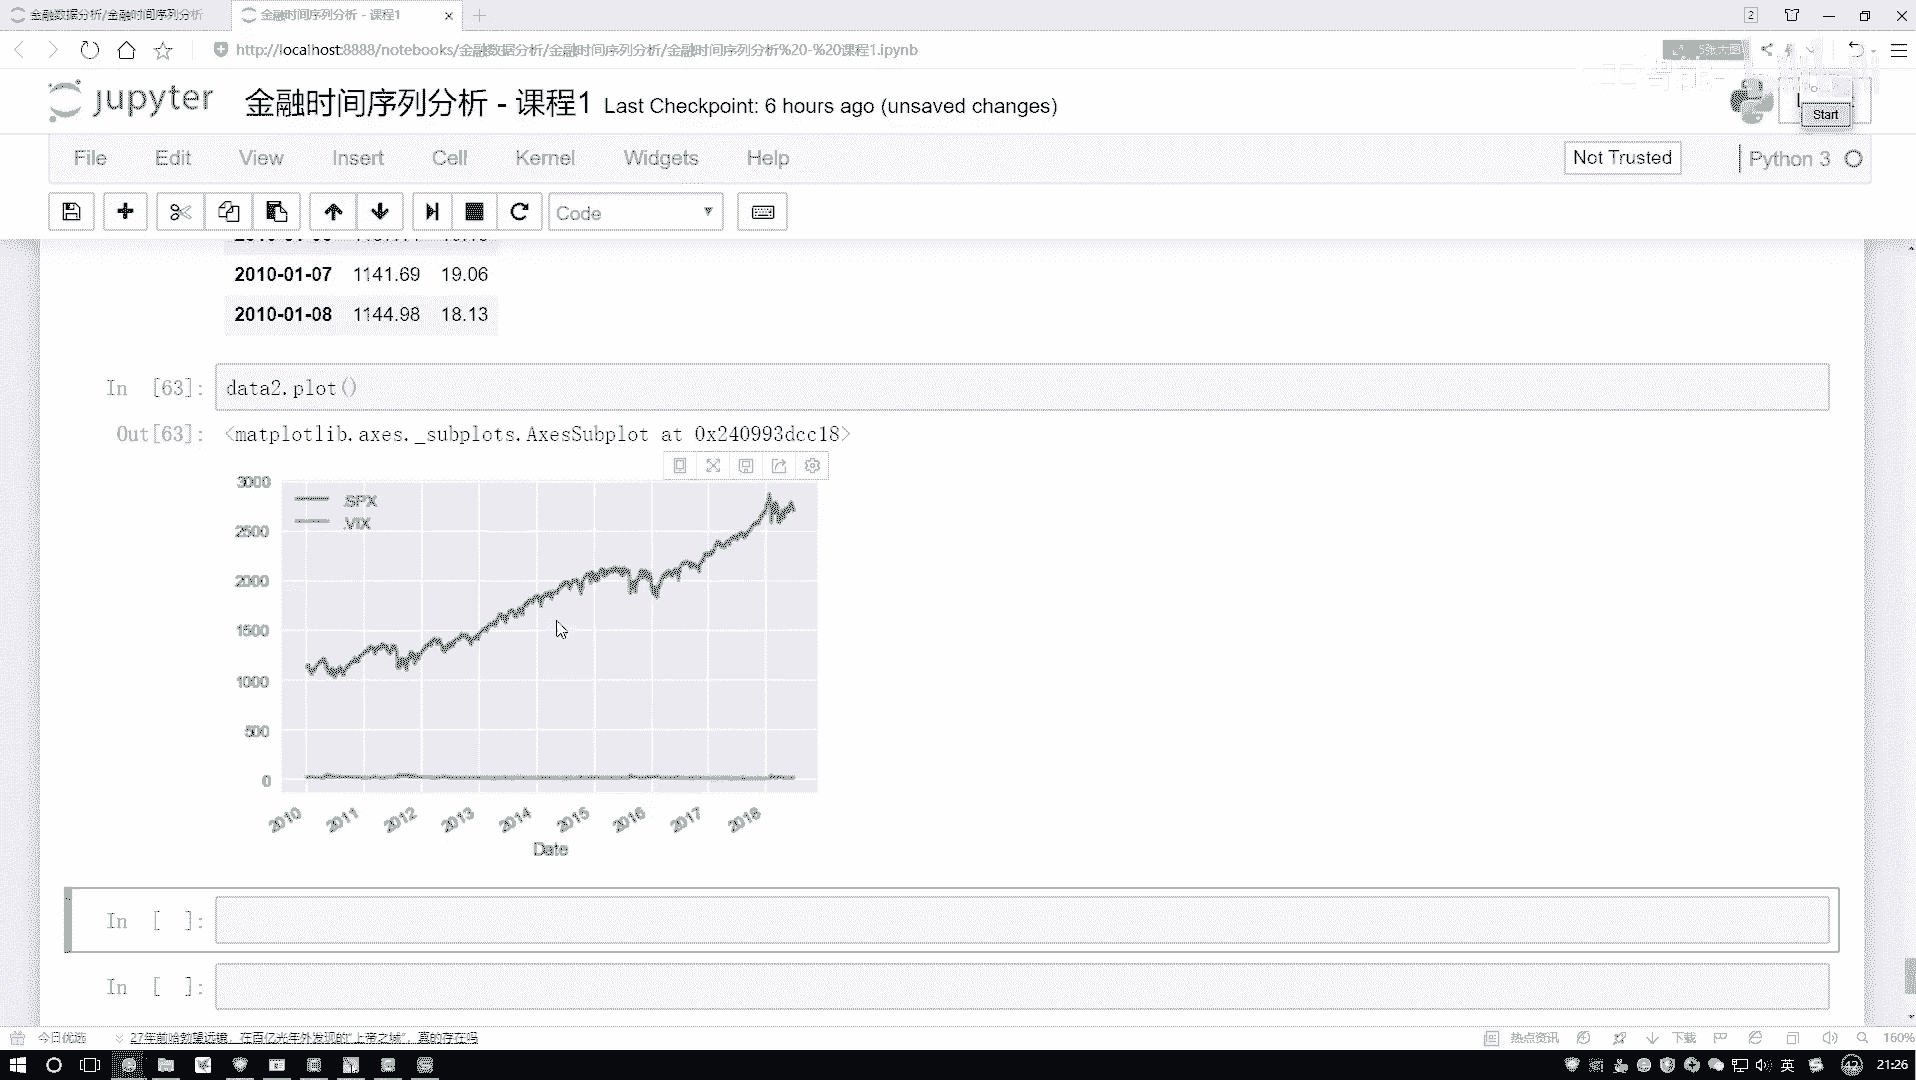 金融数据分析/金融时间序列分析
金融时间序列分析 - 课程1
2
http://localhost:8888/notebooks/金融数据分析/金融时间序列分析/金融时间序列分析%20-%20课程1.ipynb
5张大图
jupyter
金融时间序列分析 - 课程1
Last Checkpoint: 6 hours ago (unsaved changes)
Start
File Edit View Insert Cell Kernel Widgets Help
Not Trusted
Python 3
Code
2010-01-07 1141.69 19.06
2010-01-08 1144.98 18.13
In [63]:
data2.plot()
Out[63]:
<matplotlib.axes._subplots.AxesSubplot at 0x240993dcc18>
3000
.SPX
.VIX
2500
2000
1500
1000
500
0
2010 2011 2012 2013 2014 2015 2016 2017 2018
Date
In [ ]:
In [ ]:
今日优选
27年前哈勃望远镜，在百亿光年外发现的“上帝之城”，真的存在吗
热点资讯
下载
160%
英
42
21:26